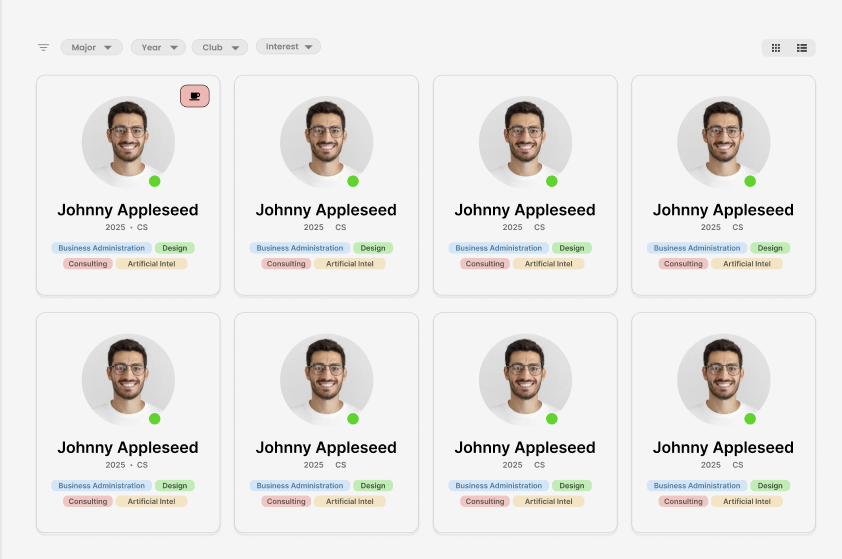 Major Year Club Interest
Johnny Appleseed Johnny Appleseed Johnny Appleseed Johnny Appleseed
2025 • CS 2025 CS 2025 CS 2025 CS
Business Administration Design Business Administration Design Business Administration Design Business Administration Design
Consulting Artificial Intel Consulting Artificial Intel Consulting Artificial Intel Consulting Artificial Intel
Johnny Appleseed Johnny Appleseed Johnny Appleseed Johnny Appleseed
2025 • CS 2025 CS 2025 CS 2025 CS
Business Administration Design Business Administration Design Business Administration Design Business Administration Design
Consulting Artificial Intel Consulting Artificial Intel Consulting Artificial Intel Consulting Artificial Intel